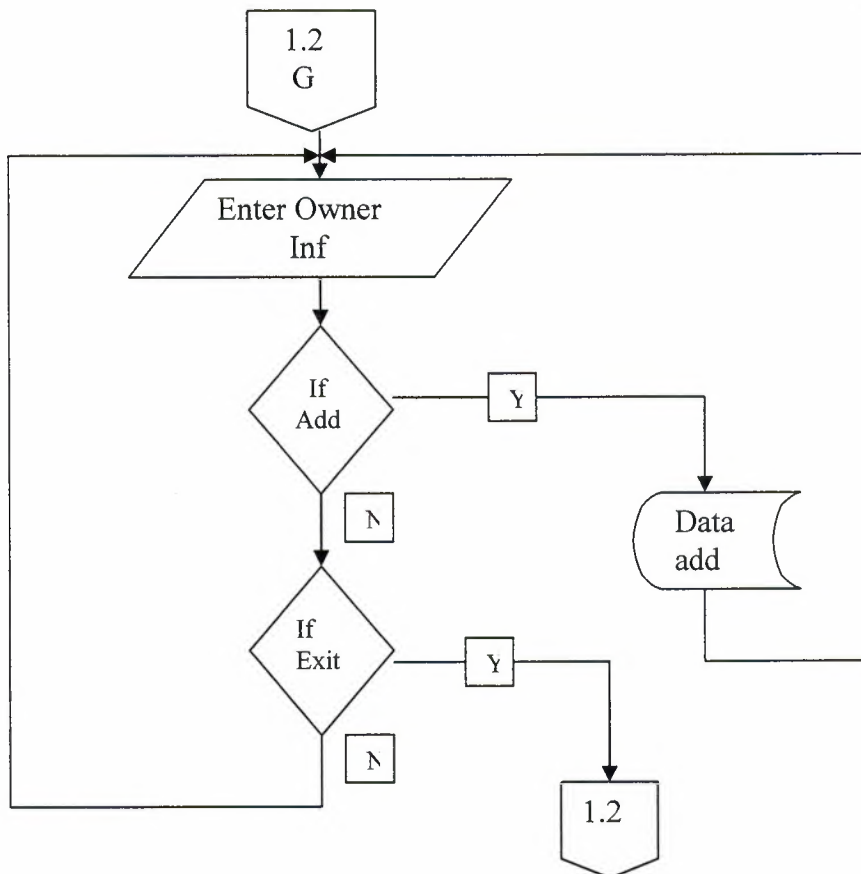 1.2
G
Enter Owner
Inf
If
Add
Y
N
Data
add
If
Exit
Y
N
1.2